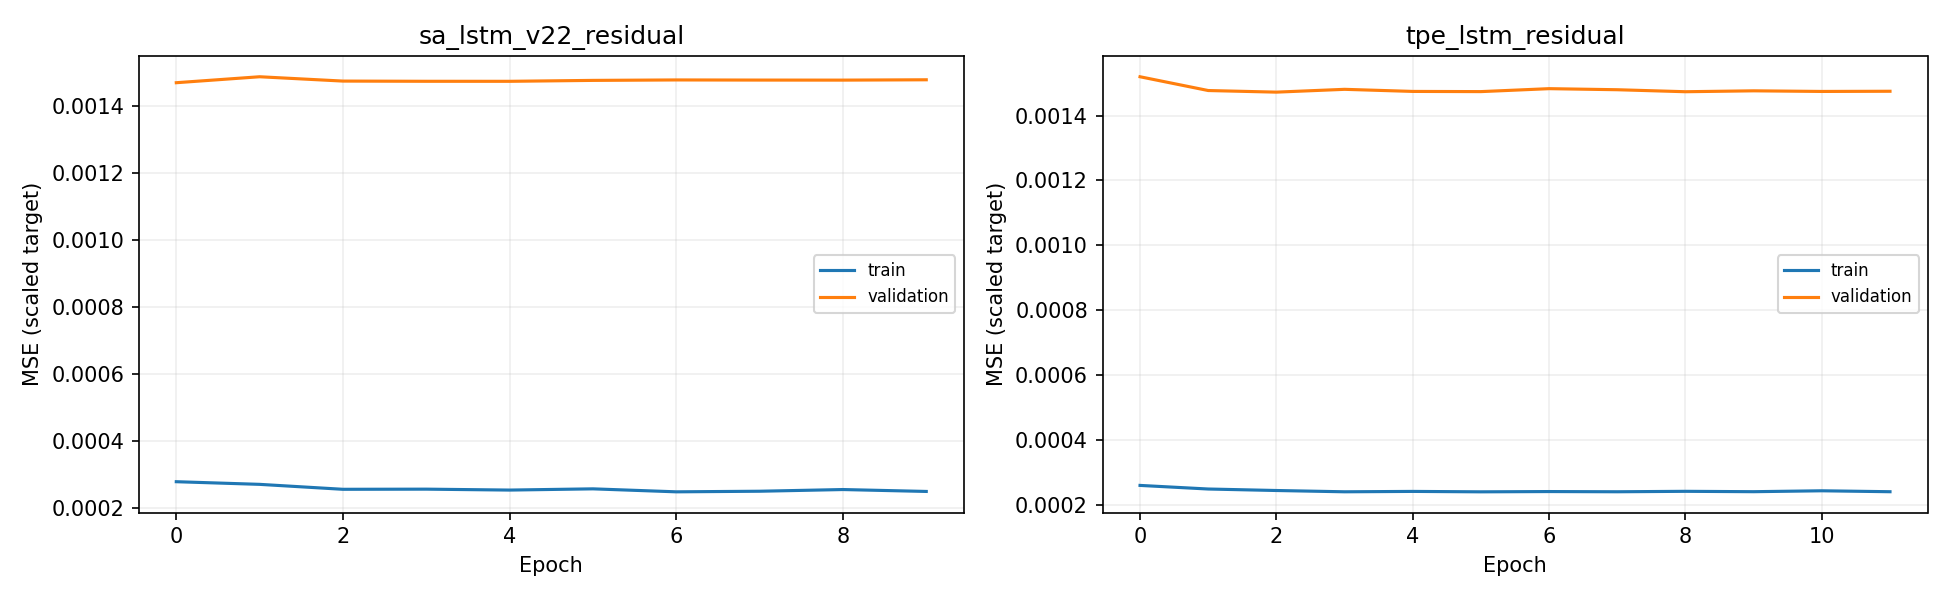 sa_lstm_v22_residual
MSE (scaled target)
0.0014
0.0012
0.0010
0.0008
0.0006
0.0004
0.0002
train
validation
0 2 4 6 8
Epoch
tpe_lstm_residual
MSE (scaled target)
0.0014
0.0012
0.0010
0.0008
0.0006
0.0004
0.0002
train
validation
0 2 4 6 8 10
Epoch